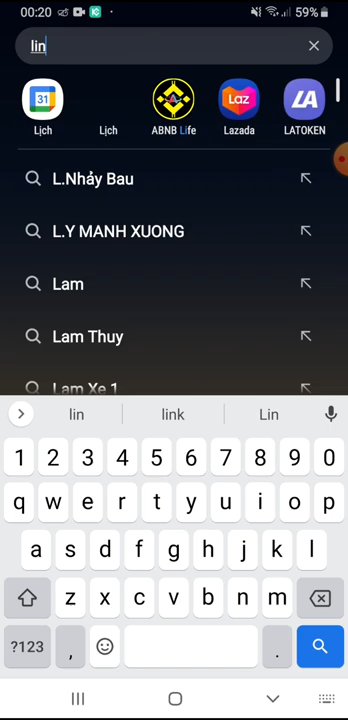 00:20 59%
lin
31 Laz LA
Lịch Lịch ABNB Life Lazada LATOKEN
L.Nhảy Bau
L.Y MANH XUONG
Lam
Lam Thuy
Lam Xe 1
lin link Lin
1 2 3 4 5 6 7 8 9 0
q w e r t y u i o p
a s d f g h j k l
z x c v b n m
?123 , .